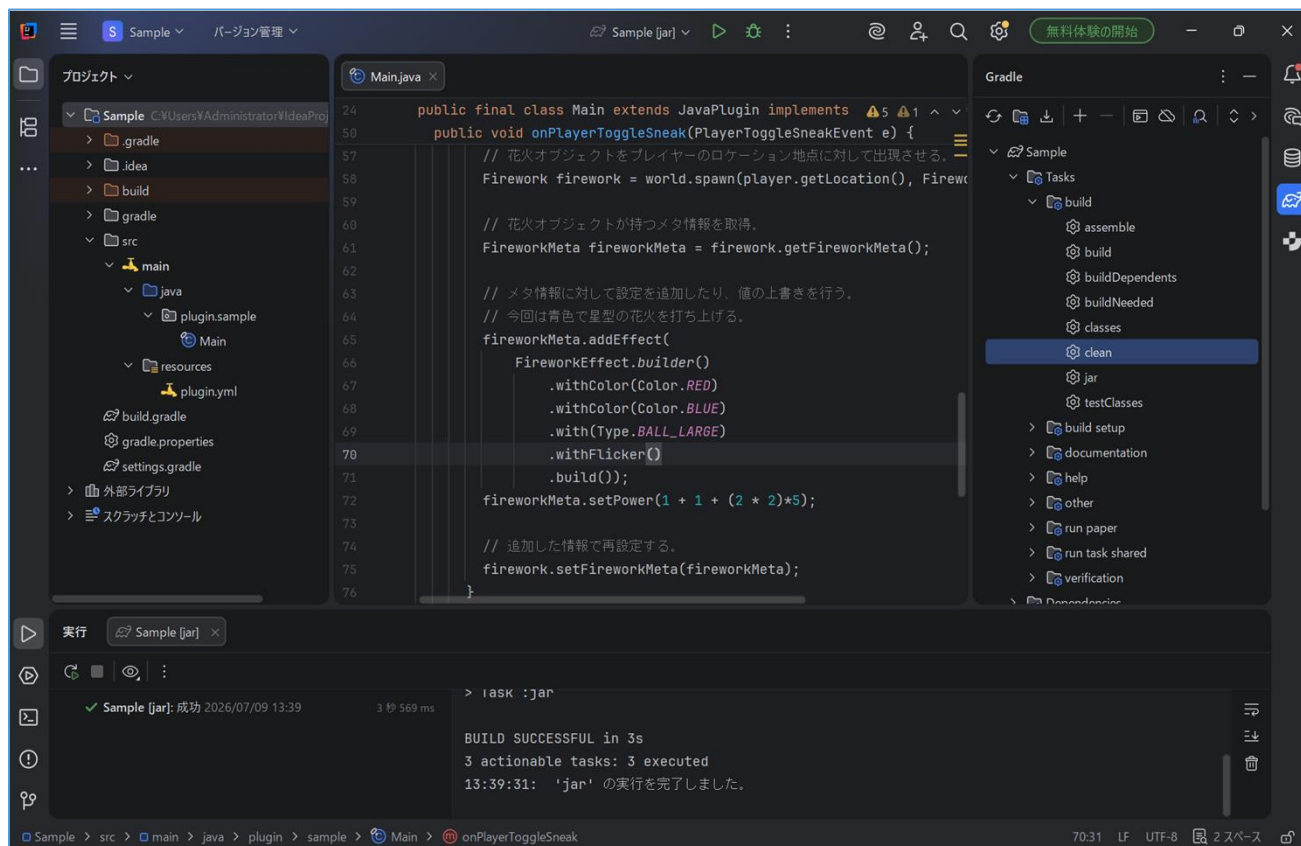 S Sample バージョン管理 Sample [jar] 無料体験の開始
プロジェクト
Sample C:¥Users¥Administrator¥IdeaProj
.gradle
.idea
build
gradle
src
main
java
plugin.sample
Main
resources
plugin.yml
build.gradle
gradle.properties
settings.gradle
外部ライブラリ
スクラッチとコンソール
Main.java
24 public final class Main extends JavaPlugin implements 5 1
50 public void onPlayerToggleSneak(PlayerToggleSneakEvent e) {
57 // 花火オブジェクトをプレイヤーのロケーション地点に対して出現させる。
58 Firework firework = world.spawn(player.getLocation(), Firewo
59
60 // 花火オブジェクトが持つメタ情報を取得。
61 FireworkMeta fireworkMeta = firework.getFireworkMeta();
62
63 // メタ情報に対して設定を追加したり、値の上書きを行う。
64 // 今回は青色で星型の花火を打ち上げる。
65 fireworkMeta.addEffect(
66 FireworkEffect.builder()
67 .withColor(Color.RED)
68 .withColor(Color.BLUE)
69 .with(Type.BALL_LARGE)
70 .withFlicker()
71 .build());
72 fireworkMeta.setPower(1 + 1 + (2 * 2)*5);
73
74 // 追加した情報で再設定する。
75 firework.setFireworkMeta(fireworkMeta);
76 }
Gradle
Sample
Tasks
build
assemble
build
buildDependents
buildNeeded
classes
clean
jar
testClasses
build setup
documentation
help
other
run paper
run task shared
verification
Dependencies
実行 Sample [jar]
Sample [jar]: 成功 2026/07/09 13:39 3 秒 569 ms
> Task :jar
BUILD SUCCESSFUL in 3s
3 actionable tasks: 3 executed
13:39:31: 'jar' の実行を完了しました。
Sample > src > main > java > plugin > sample > Main > m onPlayerToggleSneak 70:31 LF UTF-8 2 スペース